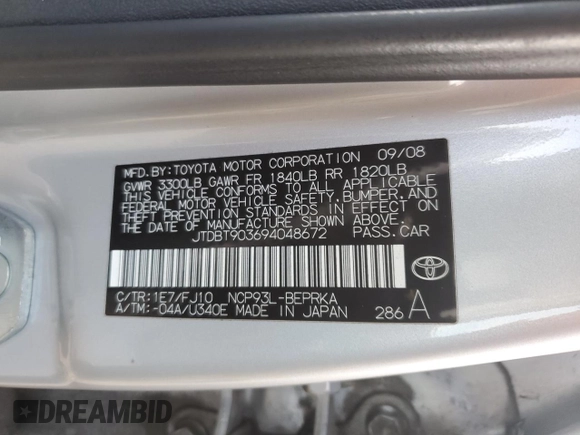 MFD.BY:TOYOTA MOTOR CORPORATION 09/08
GVWR 3300LB GAWR FR 1840LB RR 1820LB
THIS VEHICLE CONFORMS TO ALL APPLICABLE
FEDERAL MOTOR VEHICLE SAFETY, BUMPER, AND
THEFT PREVENTION STANDARDS IN EFFECT ON
THE DATE OF MANUFACTURE SHOWN ABOVE.
JTDBT903694048672 PASS.CAR
C/TR:1E7/FJ10 NCP93L-BEPRKA
A/TM:-04A/U340E MADE IN JAPAN 286 A
DREAMBID